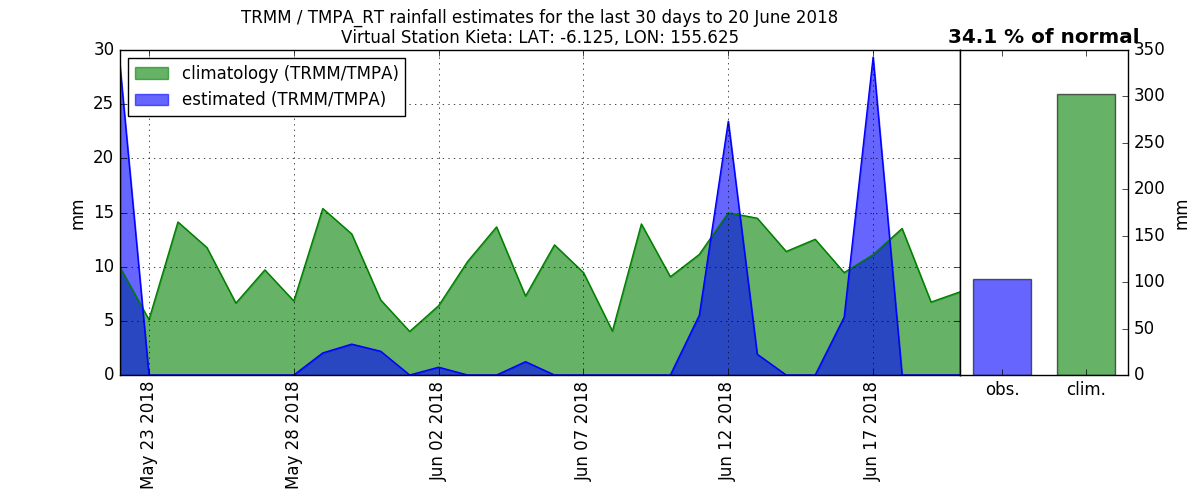 TRMM / TMPA_RT rainfall estimates for the last 30 days to 20 June 2018
Virtual Station Kieta: LAT: -6.125, LON: 155.625
34.1 % of normal
climatology (TRMM/TMPA)
estimated (TRMM/TMPA)
30
25
20
15
10
5
0
mm
May 23 2018
May 28 2018
Jun 02 2018
Jun 07 2018
Jun 12 2018
Jun 17 2018
obs.
clim.
350
300
250
200
150
100
50
0
mm